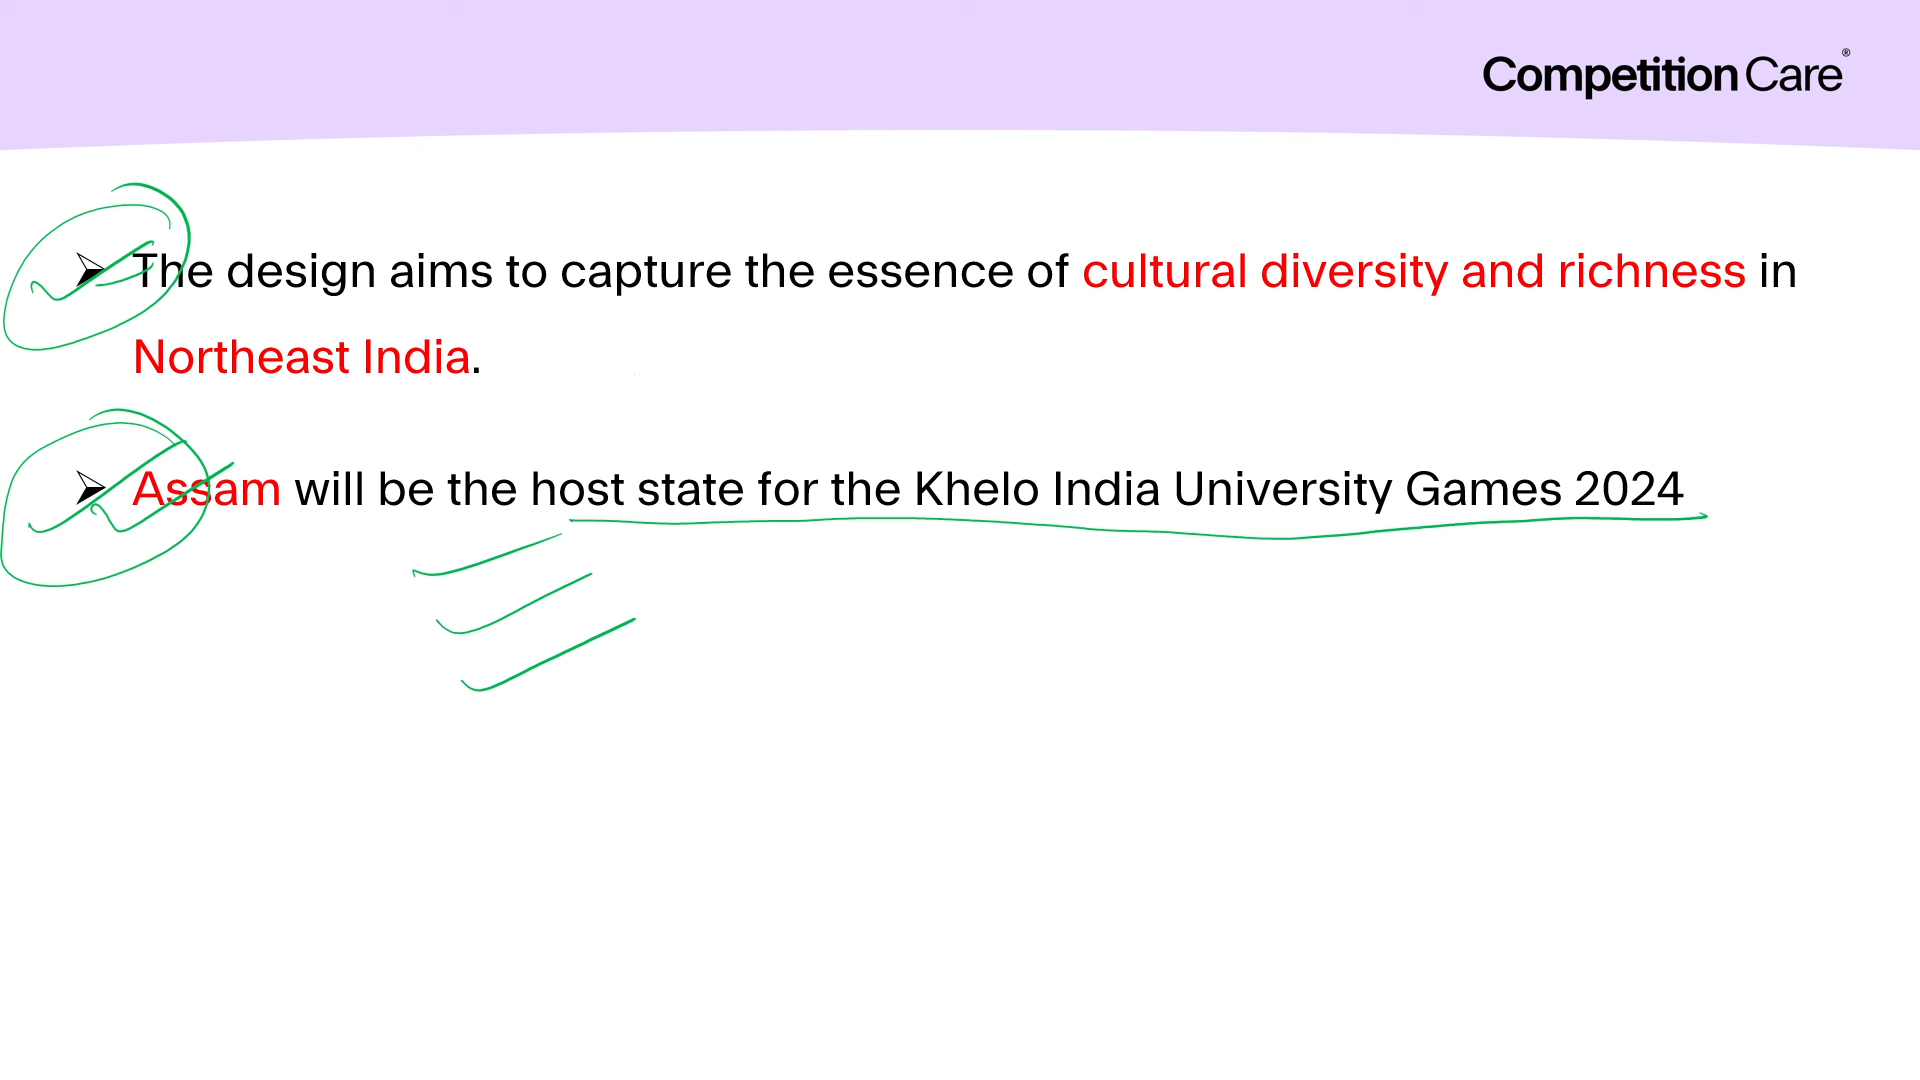 Competition Care®
➢ The design aims to capture the essence of cultural diversity and richness in
Northeast India.
➢ Assam will be the host state for the Khelo India University Games 2024